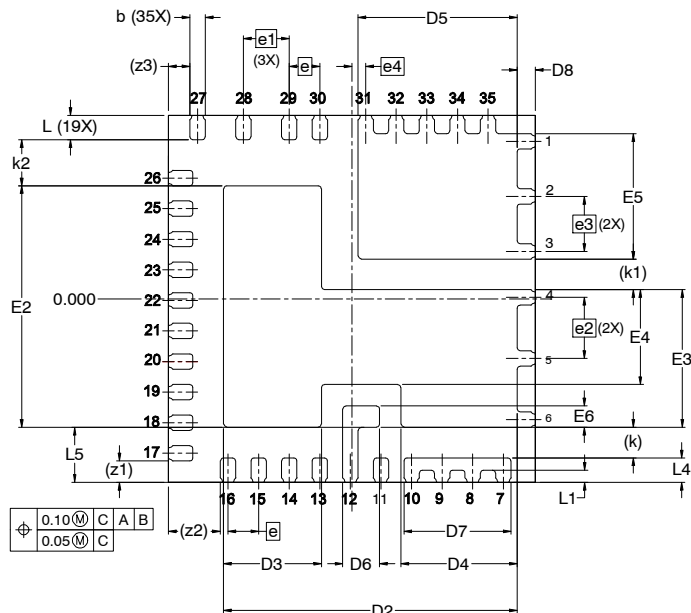 b (35X)
e1
(3X)
e
e4
D5
D8
(z3)
27 28 29 30 31 32 33 34 35
L (19X)
k2
1
26
2
25
E5
e3 (2X)
24
3
23
(k1)
0.000
22
4
E2
E4
e2 (2X)
E3
21
5
20
19
E6
6
18
L5
(k)
17
(z1)
L4
L1
16 15 14 13 12 11 10 9 8 7
0.10 M C A B
0.05 M C
(z2)
e
D7
D3
D6
D4
D2